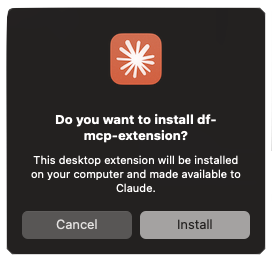 Do you want to install df-
mcp-extension?
This desktop extension will be installed
on your computer and made available to
Claude.
Cancel
Install